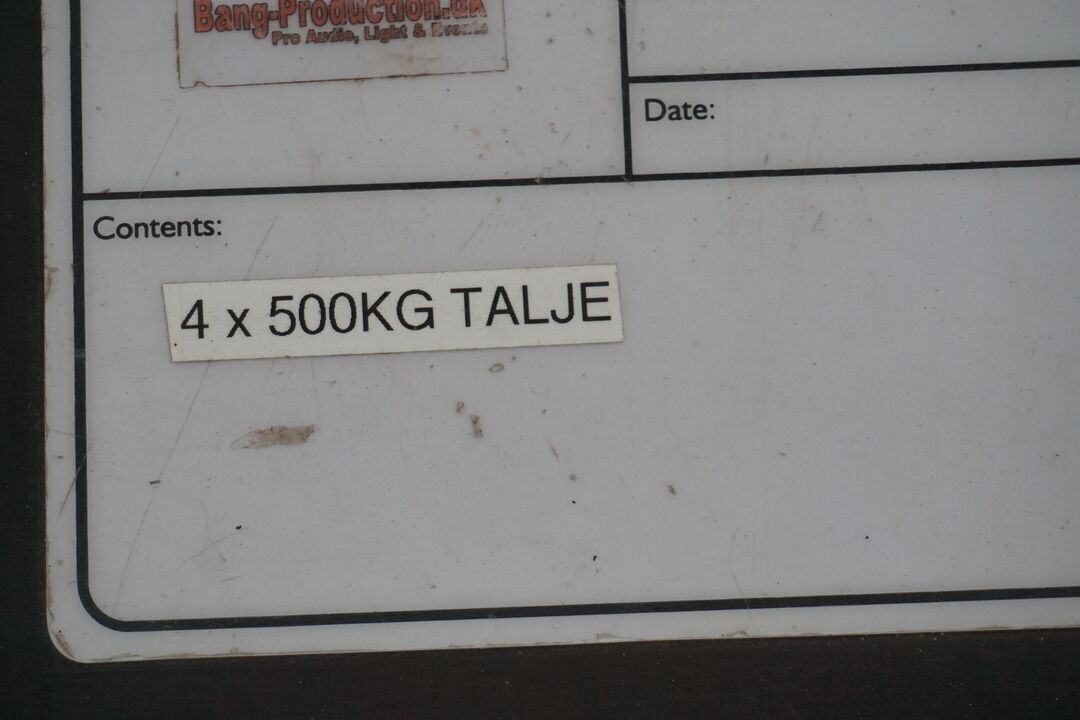 Bang-Production.dk
Pro Audio, Light & Events
Date:
Contents:
4 x 500KG TALJE